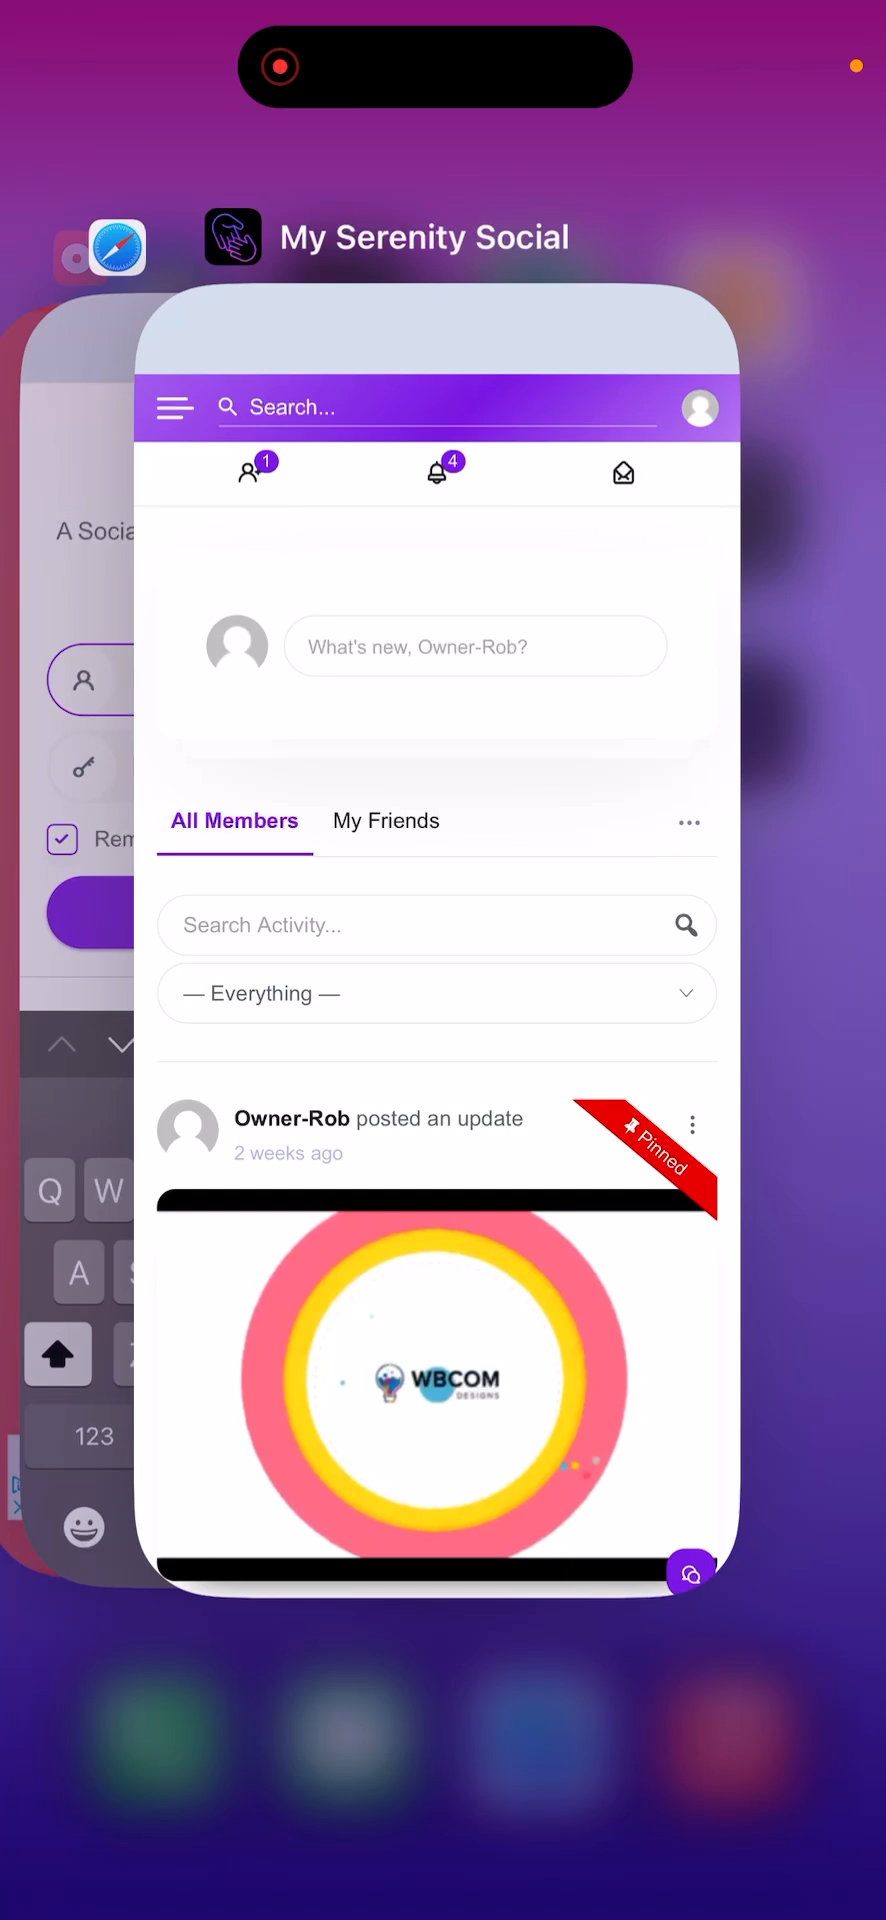 My Serenity Social
Search...
1
4
A Socia
What's new, Owner-Rob?
All Members
My Friends
Rem
Search Activity...
— Everything —
Owner-Rob posted an update
2 weeks ago
Pinned
Q W
A
WBCOM
DESIGNS
123